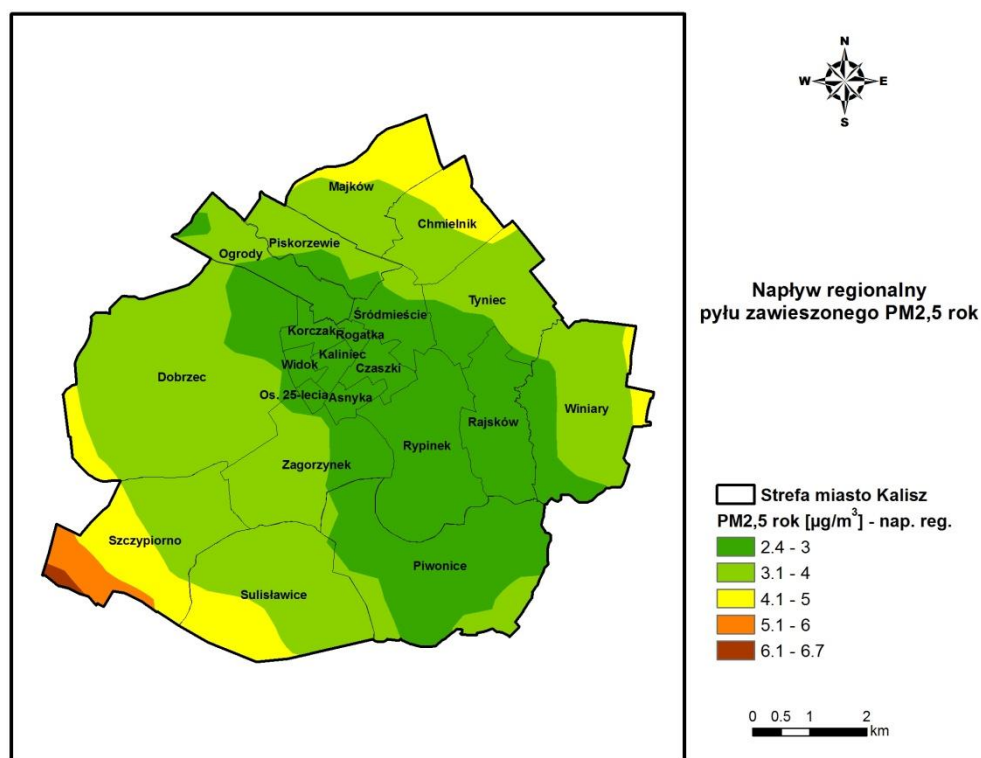 N
W E
S
Napływ regionalny
pyłu zawieszonego PM2,5 rok
Majków
Chmielnik
Piskorzewie
Ogrody
Tyniec
Śródmieście
Korczak
Rogatka
Kaliniec
Widok
Czaszki
Dobrzec
Os. 25-lecia
Asnyka
Winiary
Rajsków
Rypinek
Zagorzynek
Szczypiorno
Piwonice
Sulisławice
Strefa miasto Kalisz
PM2,5 rok [µg/m³] - nap. reg.
2.4 - 3
3.1 - 4
4.1 - 5
5.1 - 6
6.1 - 6.7
0 0.5 1 2
km